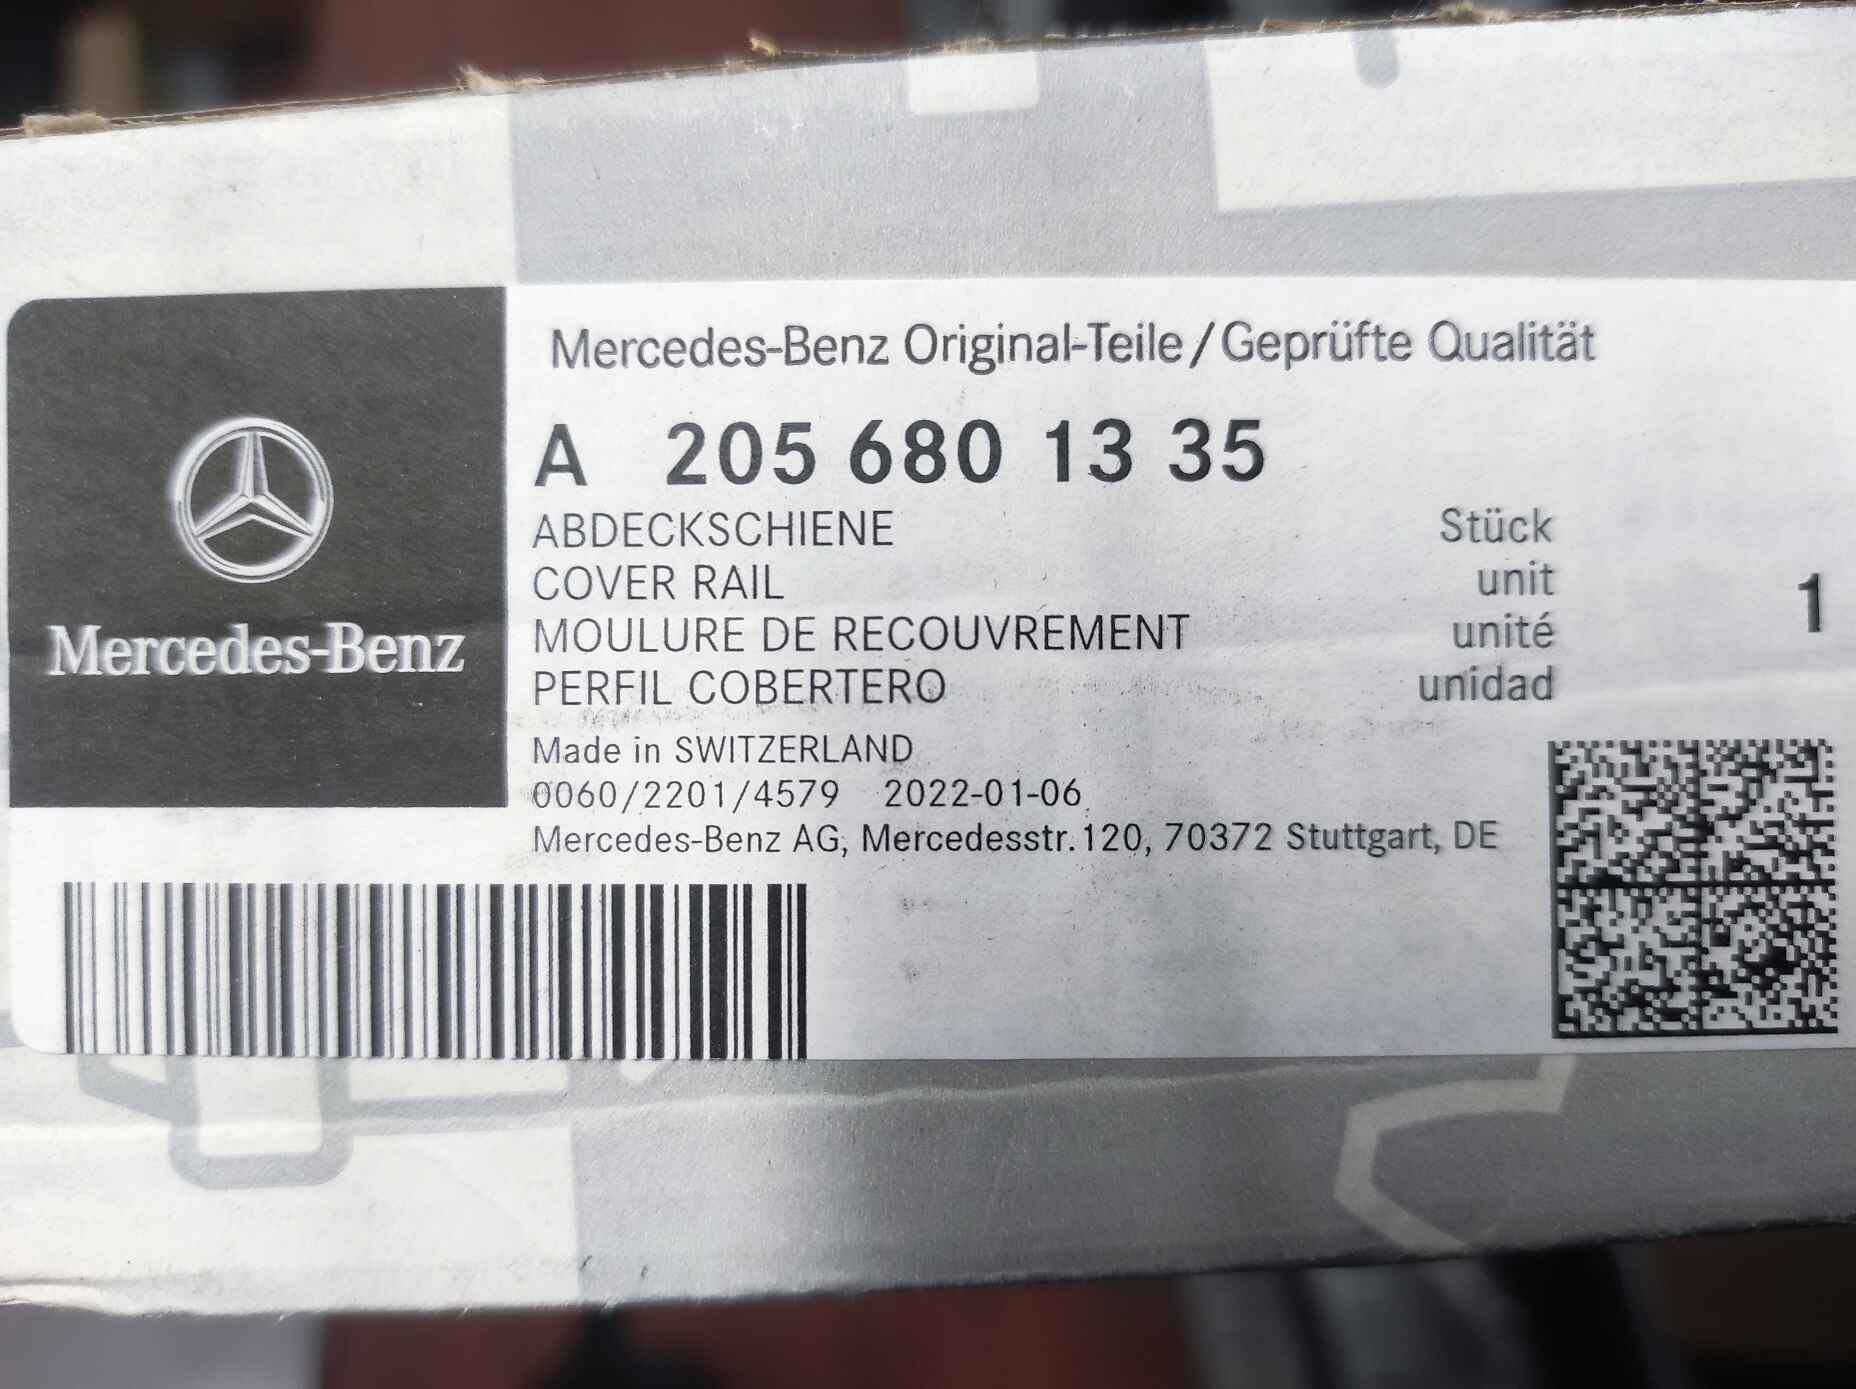 Mercedes-Benz Original-Teile/Geprüfte Qualität
A 205 680 13 35
ABDECKSCHIENE Stück
COVER RAIL unit
MOULURE DE RECOUVREMENT unité
PERFIL COBERTERO unidad
1
Made in SWITZERLAND
0060/2201/4579 2022-01-06
Mercedes-Benz AG, Mercedesstr.120, 70372 Stuttgart, DE
Mercedes-Benz